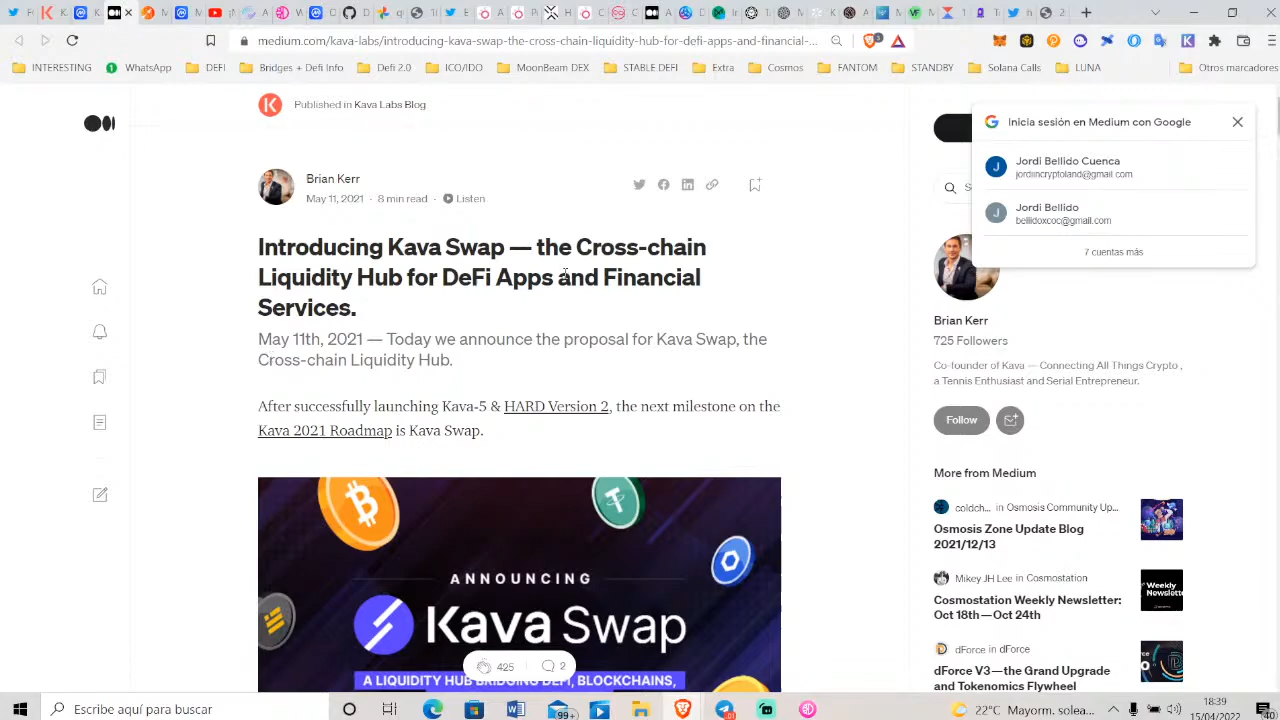 medium.com/kava-labs/introducing-kava-swap-the-cross-chain-liquidity-hub-for-defi-apps-and-financial-...
3
INTERESTING
WhatsApp
DEFI
Bridges + Defi Info
Defi 2.0
ICO/IDO
MoonBeam DEX
STABLE DEFI
Extra
Cosmos
FANTOM
STANDBY
Solana Calls
LUNA
Otros marcadores
Published in Kava Labs Blog
Inicia sesión en Medium con Google
Jordi Bellido Cuenca
jordiincryptoland@gmail.com
Jordi Bellido
bellidoxcoc@gmail.com
7 cuentas más
Brian Kerr
May 11, 2021 · 8 min read · Listen
Introducing Kava Swap — the Cross-chain
Liquidity Hub for DeFi Apps and Financial
Services.
May 11th, 2021 — Today we announce the proposal for Kava Swap, the
Cross-chain Liquidity Hub.
After successfully launching Kava-5 & HARD Version 2, the next milestone on the
Kava 2021 Roadmap is Kava Swap.
ANNOUNCING
Kava Swap
A LIQUIDITY HUB BRIDGING DEFI, BLOCKCHAINS,
425
2
Brian Kerr
725 Followers
Co-founder of Kava — Connecting All Things Crypto ,
a Tennis Enthusiast and Serial Entrepreneur.
Follow
More from Medium
coldch... in Osmosis Community Up...
Osmosis Zone Update Blog
2021/12/13
Mikey JH Lee in Cosmostation
Cosmostation Weekly Newsletter:
Oct 18th—Oct 24th
Weekly
Newslette
dForce in dForce
dForce V3—the Grand Upgrade
and Tokenomics Flywheel
Escribe aquí para buscar
99+
22°C Mayorm. solea...
18:39